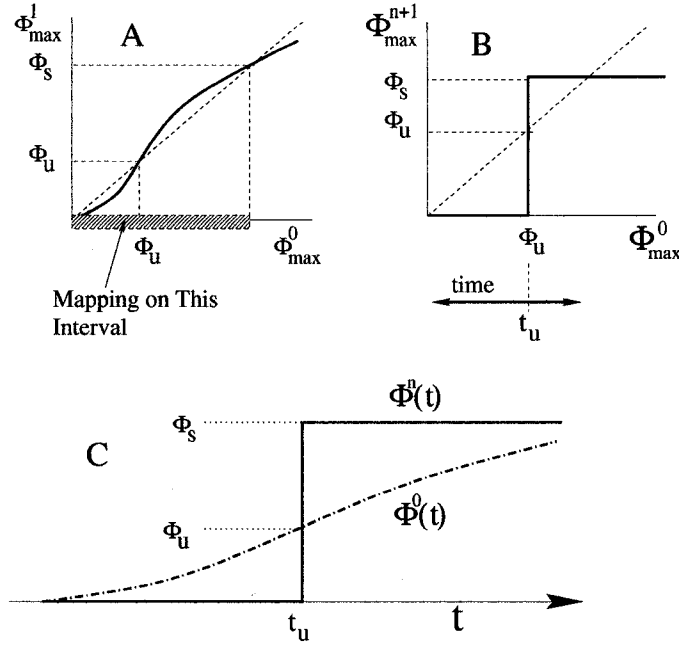 Φ¹max
A
Φs
Φu
Φu
Φ⁰max
Mapping on This
Interval
Φⁿ⁺¹max
B
Φs
Φu
Φu
Φ⁰max
time
tu
C
Φs
Φⁿ(t)
Φu
Φ⁰(t)
tu
t